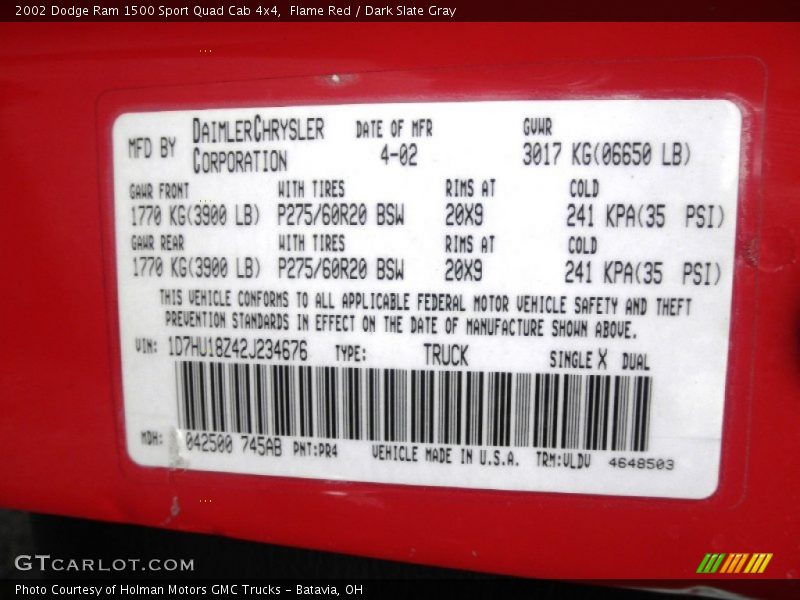 2002 Dodge Ram 1500 Sport Quad Cab 4x4,  Flame Red / Dark Slate Gray
MFD BY DAIMLERCHRYSLER CORPORATION DATE OF MFR 4-02 GVWR 3017 KG(06650 LB)
GAWR FRONT WITH TIRES RIMS AT COLD
1770 KG(3900 LB) P275/60R20 BSW 20X9 241 KPA(35 PSI)
GAWR REAR WITH TIRES RIMS AT COLD
1770 KG(3900 LB) P275/60R20 BSW 20X9 241 KPA(35 PSI)
THIS VEHICLE CONFORMS TO ALL APPLICABLE FEDERAL MOTOR VEHICLE SAFETY AND THEFT
PREVENTION STANDARDS IN EFFECT ON THE DATE OF MANUFACTURE SHOWN ABOVE.
VIN: 1D7HU18Z42J234676 TYPE: TRUCK SINGLE X DUAL
MDH: 042500 745AB PNT:PR4 VEHICLE MADE IN U.S.A. TRM:VLDV 4648503
GTCARLOT.COM
Photo Courtesy of Holman Motors GMC Trucks - Batavia, OH